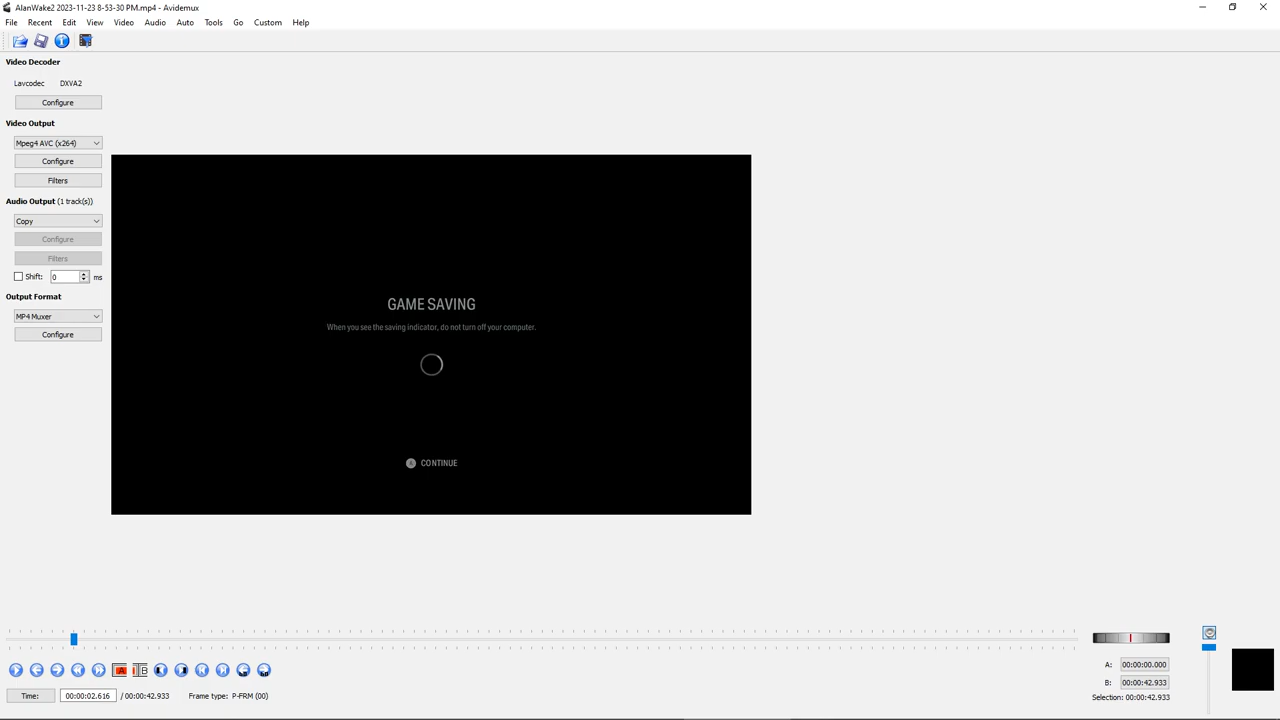 AlanWake2 2023-11-23 8-53-30 PM.mp4 - Avidemux
File Recent Edit View Video Audio Auto Tools Go Custom Help
Video Decoder
Lavcodec DXVA2
Configure
Video Output
Mpeg4 AVC (x264)
Configure
Filters
Audio Output (1 track(s))
Copy
Configure
Filters
Shift: 0 ms
Output Format
MP4 Muxer
Configure
GAME SAVING
When you see the saving indicator, do not turn off your computer.
A CONTINUE
A B
Time: 00:00:02.616 / 00:00:42.933 Frame type: P-FRM (00)
A: 00:00:00.000
B: 00:00:42.933
Selection: 00:00:42.933